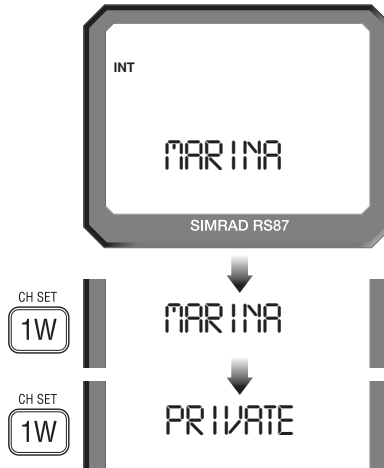 INT
MARINA
SIMRAD RS87
CH SET
1W
MARINA
CH SET
1W
PRIVATE